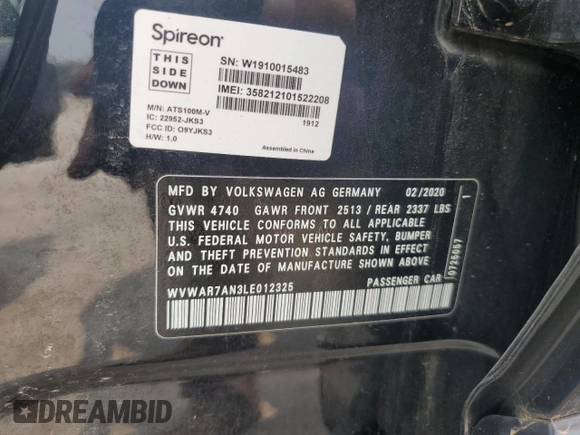 Spireon
THIS
SIDE
DOWN
SN: W1910015483
IMEI: 358212101522208
M/N: ATS100M-V
IC: 22952-JKS3
FCC ID: O9YJKS3
H/W: 1.0
1912
Assembled in China
MFD BY VOLKSWAGEN AG GERMANY 02/2020
GVWR 4740 GAWR FRONT 2513 / REAR 2337 LBS
THIS VEHICLE CONFORMS TO ALL APPLICABLE
U.S. FEDERAL MOTOR VEHICLE SAFETY, BUMPER
AND THEFT PREVENTION STANDARDS IN EFFECT
ON THE DATE OF MANUFACTURE SHOWN ABOVE.
WVWAR7AN3LE012325 PASSENGER CAR
0725057 1
DREAMBID